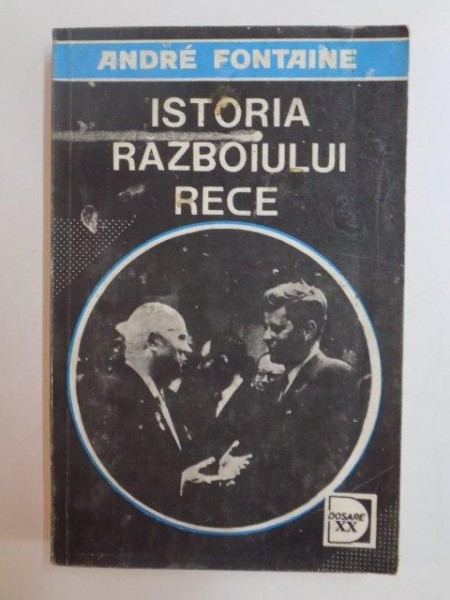 ANDRÉ FONTAINE
ISTORIA
RAZBOIULUI
RECE
DOSARE
XX